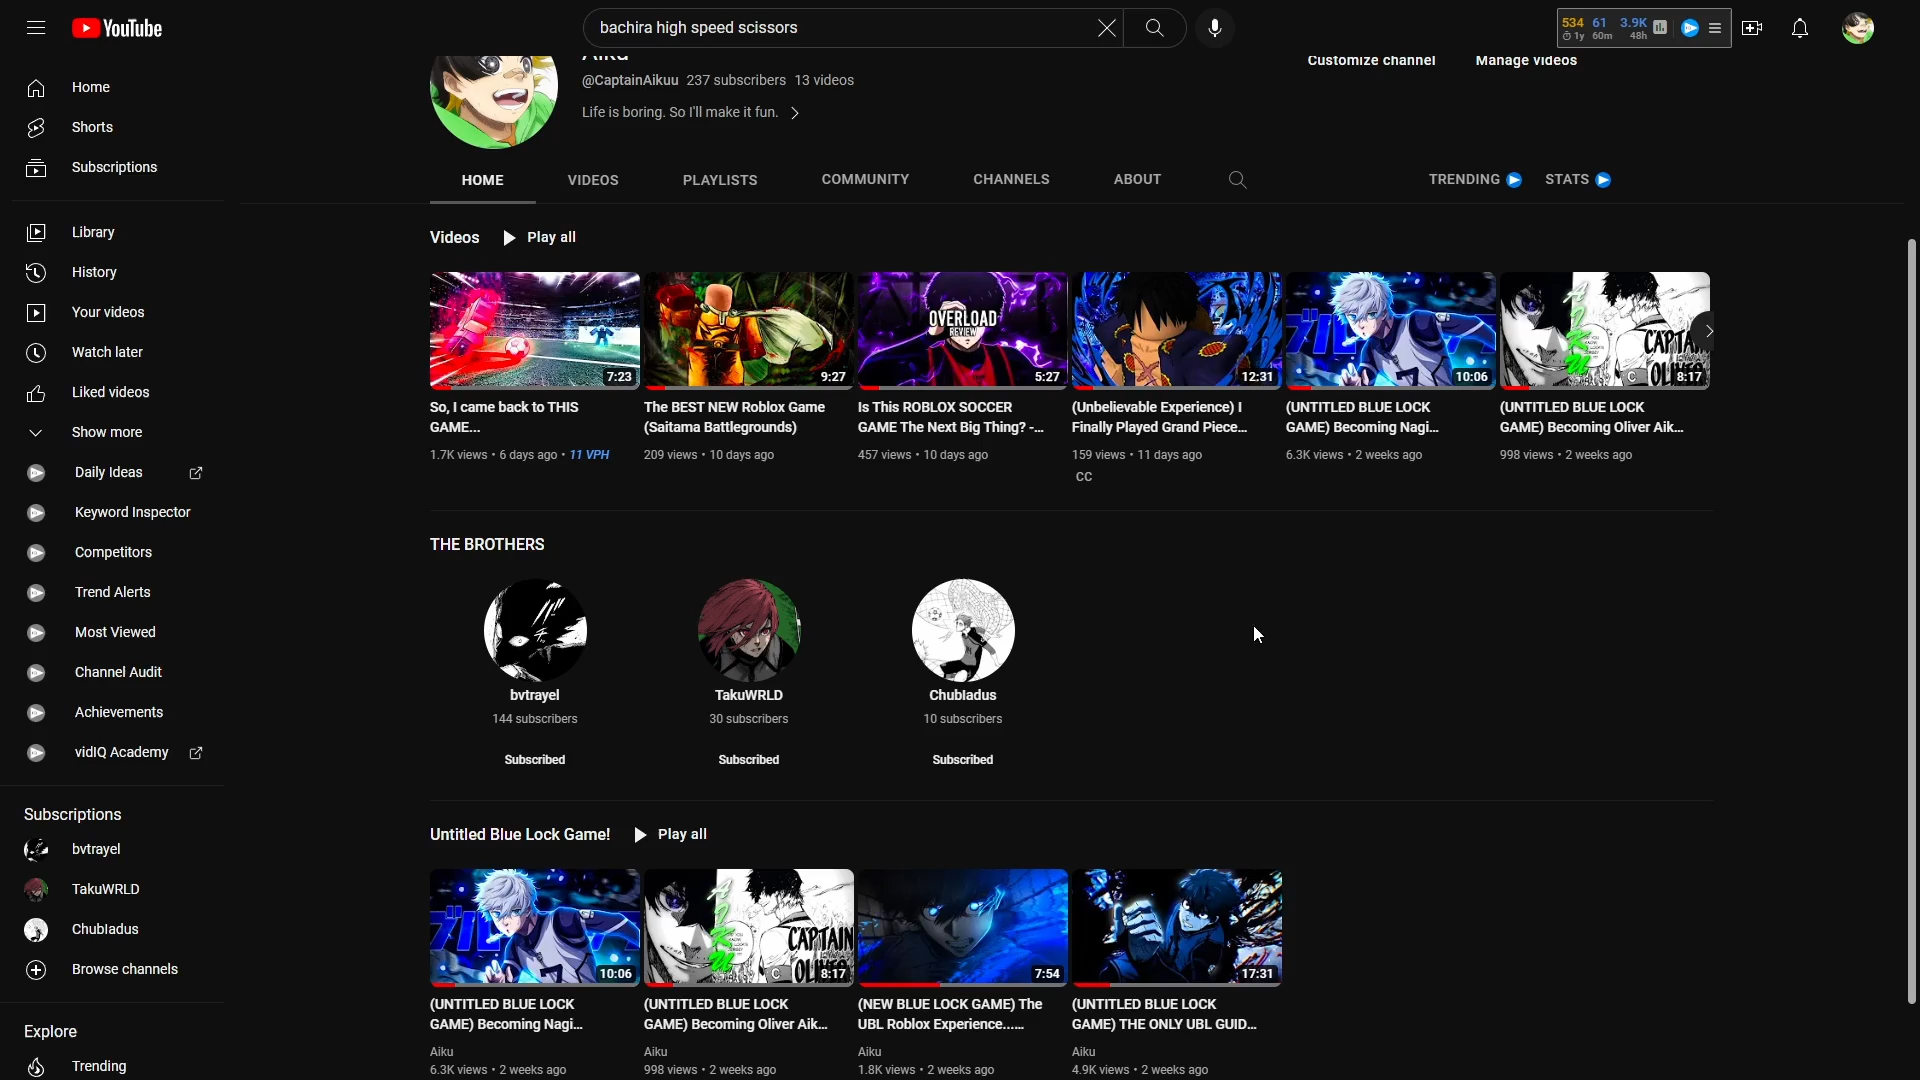 YouTube
bachira high speed scissors
534 61 3.9K
1y 60m 48h
Aiku
@CaptainAikuu 237 subscribers 13 videos
Life is boring. So I'll make it fun.
Customize channel Manage videos
Home
Shorts
Subscriptions
Library
History
Your videos
Watch later
Liked videos
Show more
Daily Ideas
Keyword Inspector
Competitors
Trend Alerts
Most Viewed
Channel Audit
Achievements
vidIQ Academy
Subscriptions
bvtrayel
TakuWRLD
Chubladus
Browse channels
Explore
Trending
HOME VIDEOS PLAYLISTS COMMUNITY CHANNELS ABOUT TRENDING STATS
Videos Play all
7:23
So, I came back to THIS
GAME...
1.7K views • 6 days ago • 11 VPH
9:27
The BEST NEW Roblox Game
(Saitama Battlegrounds)
209 views • 10 days ago
OVERLOAD
REVIEW
5:27
Is This ROBLOX SOCCER
GAME The Next Big Thing? -...
457 views • 10 days ago
12:31
(Unbelievable Experience) I
Finally Played Grand Piece...
159 views • 11 days ago
CC
10:06
(UNTITLED BLUE LOCK
GAME) Becoming Nagi...
6.3K views • 2 weeks ago
AIKU
C
8:17
(UNTITLED BLUE LOCK
GAME) Becoming Oliver Aik...
998 views • 2 weeks ago
THE BROTHERS
bvtrayel
144 subscribers
Subscribed
TakuWRLD
30 subscribers
Subscribed
Chubladus
10 subscribers
Subscribed
Untitled Blue Lock Game! Play all
10:06
(UNTITLED BLUE LOCK
GAME) Becoming Nagi...
Aiku
6.3K views • 2 weeks ago
AIKU
CAPTAIN
C
8:17
(UNTITLED BLUE LOCK
GAME) Becoming Oliver Aik...
Aiku
998 views • 2 weeks ago
7:54
(NEW BLUE LOCK GAME) The
UBL Roblox Experience......
Aiku
1.8K views • 2 weeks ago
17:31
(UNTITLED BLUE LOCK
GAME) THE ONLY UBL GUID...
Aiku
4.9K views • 2 weeks ago